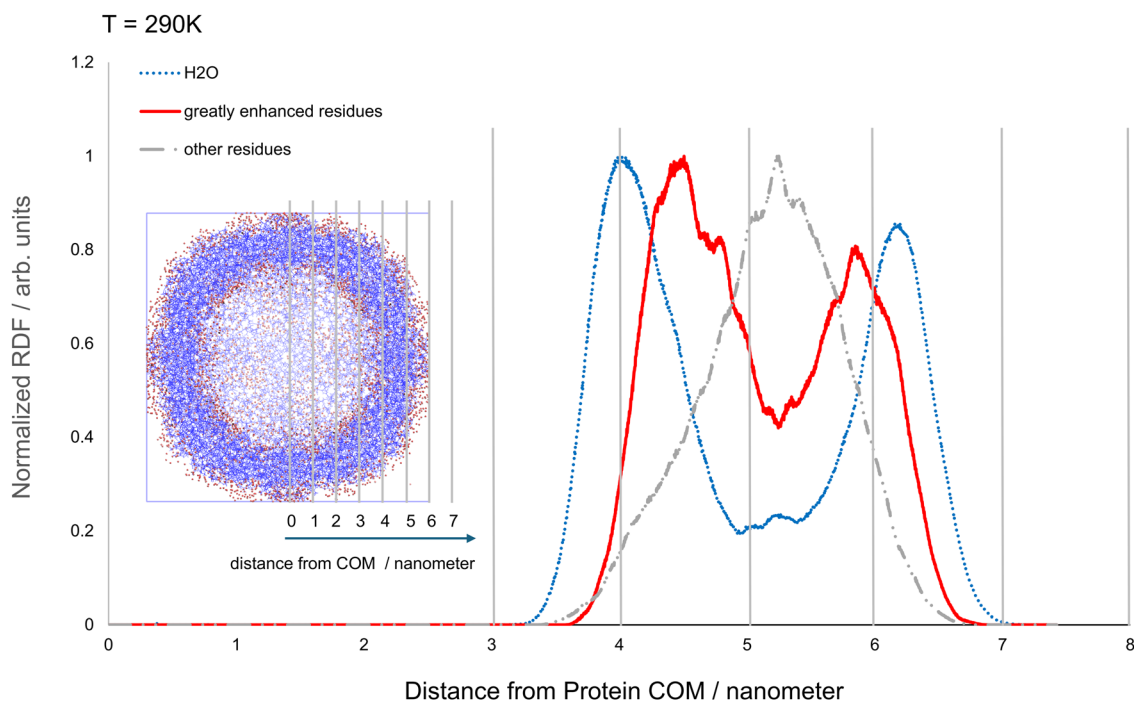 T = 290K
1.2
H2O
greatly enhanced residues
1
other residues
Normalized RDF / arb. units
0.8
0.6
0.4
0 1 2 3 4 5 6 7
distance from COM / nanometer
0.2
0
0 1 2 3 4 5 6 7 8
Distance from Protein COM / nanometer